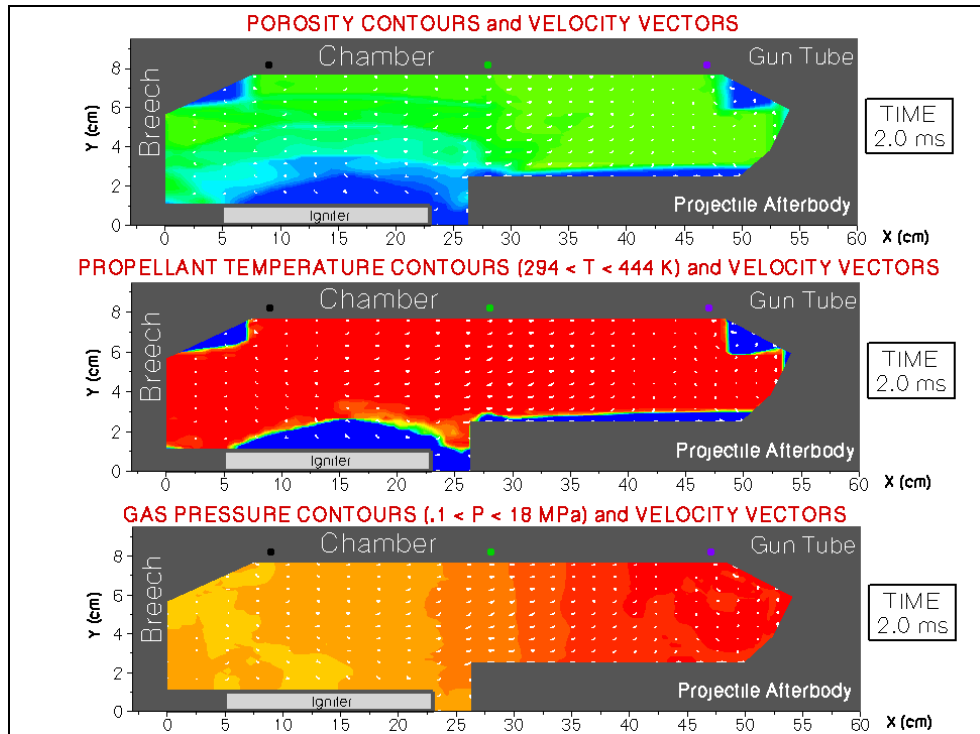 POROSITY CONTOURS and VELOCITY VECTORS
Chamber
Gun Tube
Breech
Y (cm)
8
6
4
2
0
Igniter
Projectile Afterbody
0 5 10 15 20 25 30 35 40 45 50 55 60
X (cm)
TIME
2.0 ms
PROPELLANT TEMPERATURE CONTOURS (294 < T < 444 K) and VELOCITY VECTORS
Chamber
Gun Tube
Breech
Y (cm)
8
6
4
2
0
Igniter
Projectile Afterbody
0 5 10 15 20 25 30 35 40 45 50 55 60
X (cm)
TIME
2.0 ms
GAS PRESSURE CONTOURS (.1 < P < 18 MPa) and VELOCITY VECTORS
Chamber
Gun Tube
Breech
Y (cm)
8
6
4
2
0
Igniter
Projectile Afterbody
0 5 10 15 20 25 30 35 40 45 50 55 60
X (cm)
TIME
2.0 ms